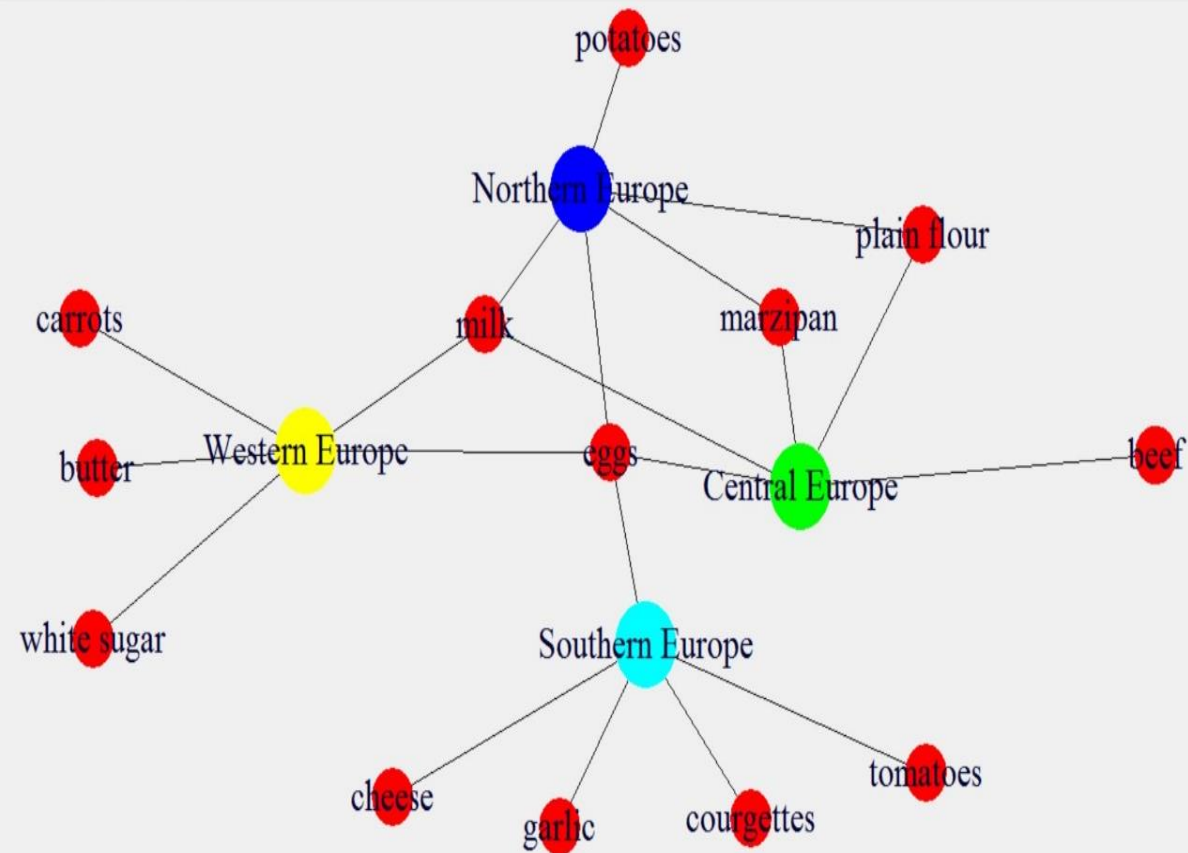 potatoes
Northern Europe
plain flour
carrots
milk
marzipan
Western Europe
butter
eggs
Central Europe
beef
white sugar
Southern Europe
cheese
garlic
courgettes
tomatoes